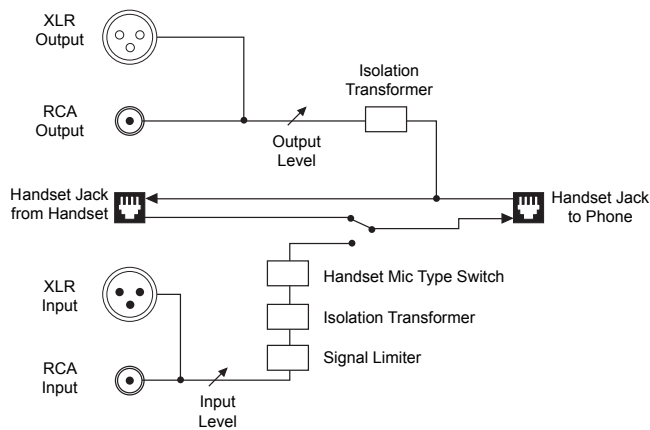 XLR
Output
Isolation
Transformer
RCA
Output
Output
Level
Handset Jack
from Handset
Handset Jack
to Phone
Handset Mic Type Switch
XLR
Input
Isolation Transformer
Signal Limiter
RCA
Input
Input
Level